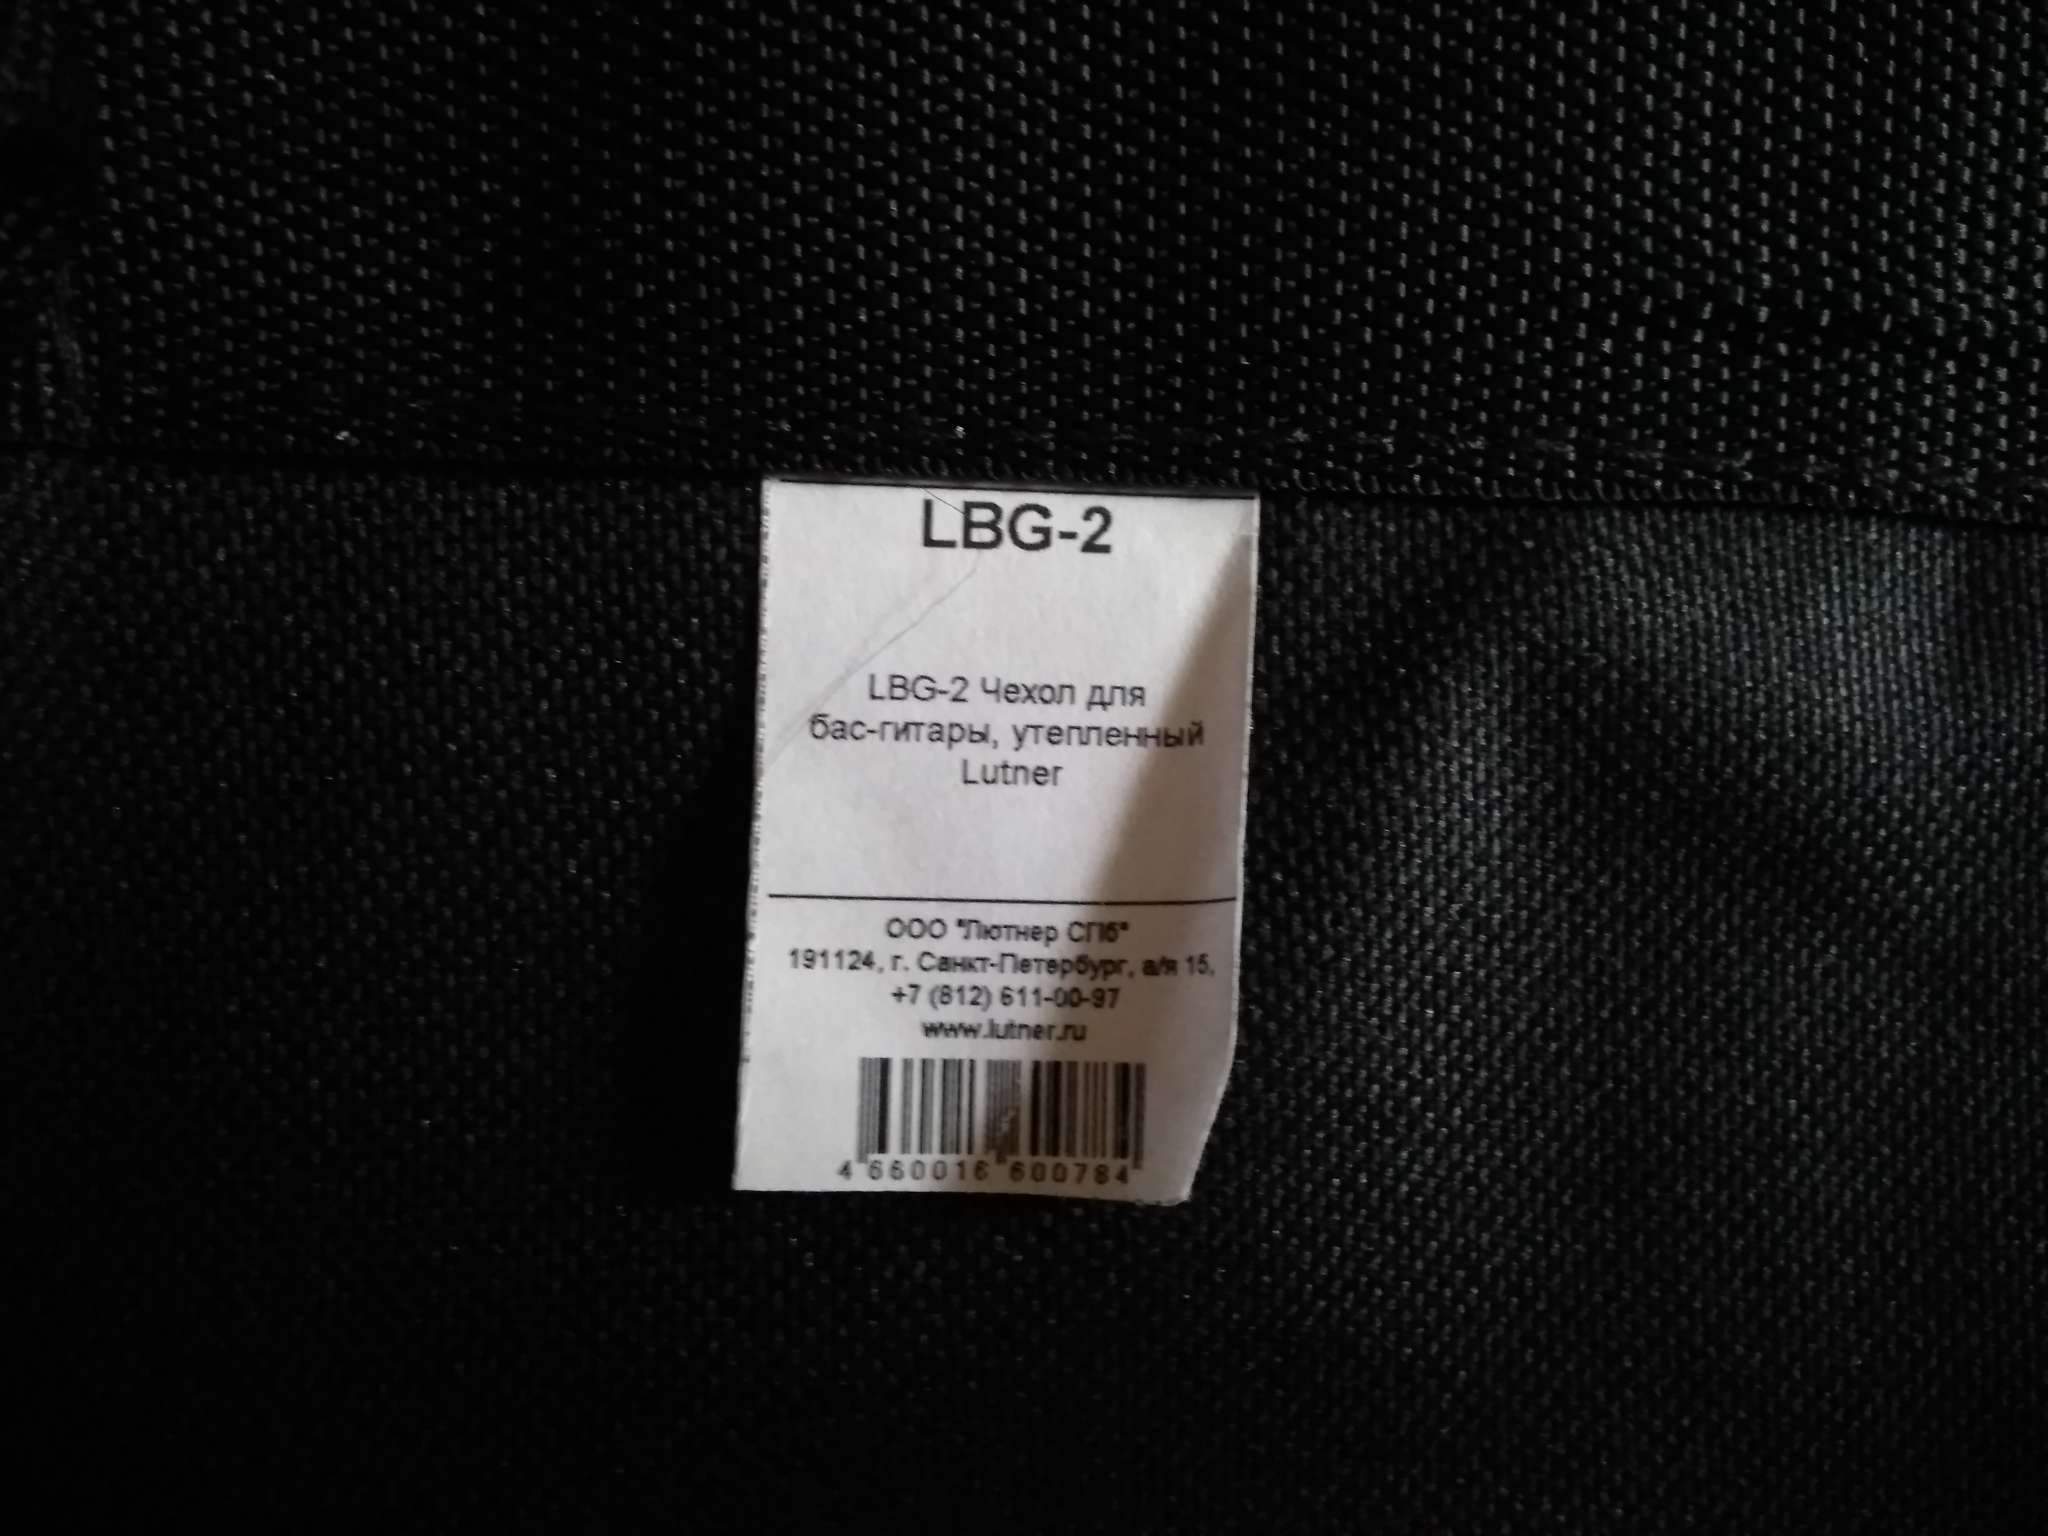 LBG-2
LBG-2 Чехол для
бас-гитары, утепленный
Lutner
ООО "Лютнер СПб"
191124, г. Санкт-Петербург, а/я 15,
+7 (812) 611-00-97
www.lutner.ru
4 660016 600784